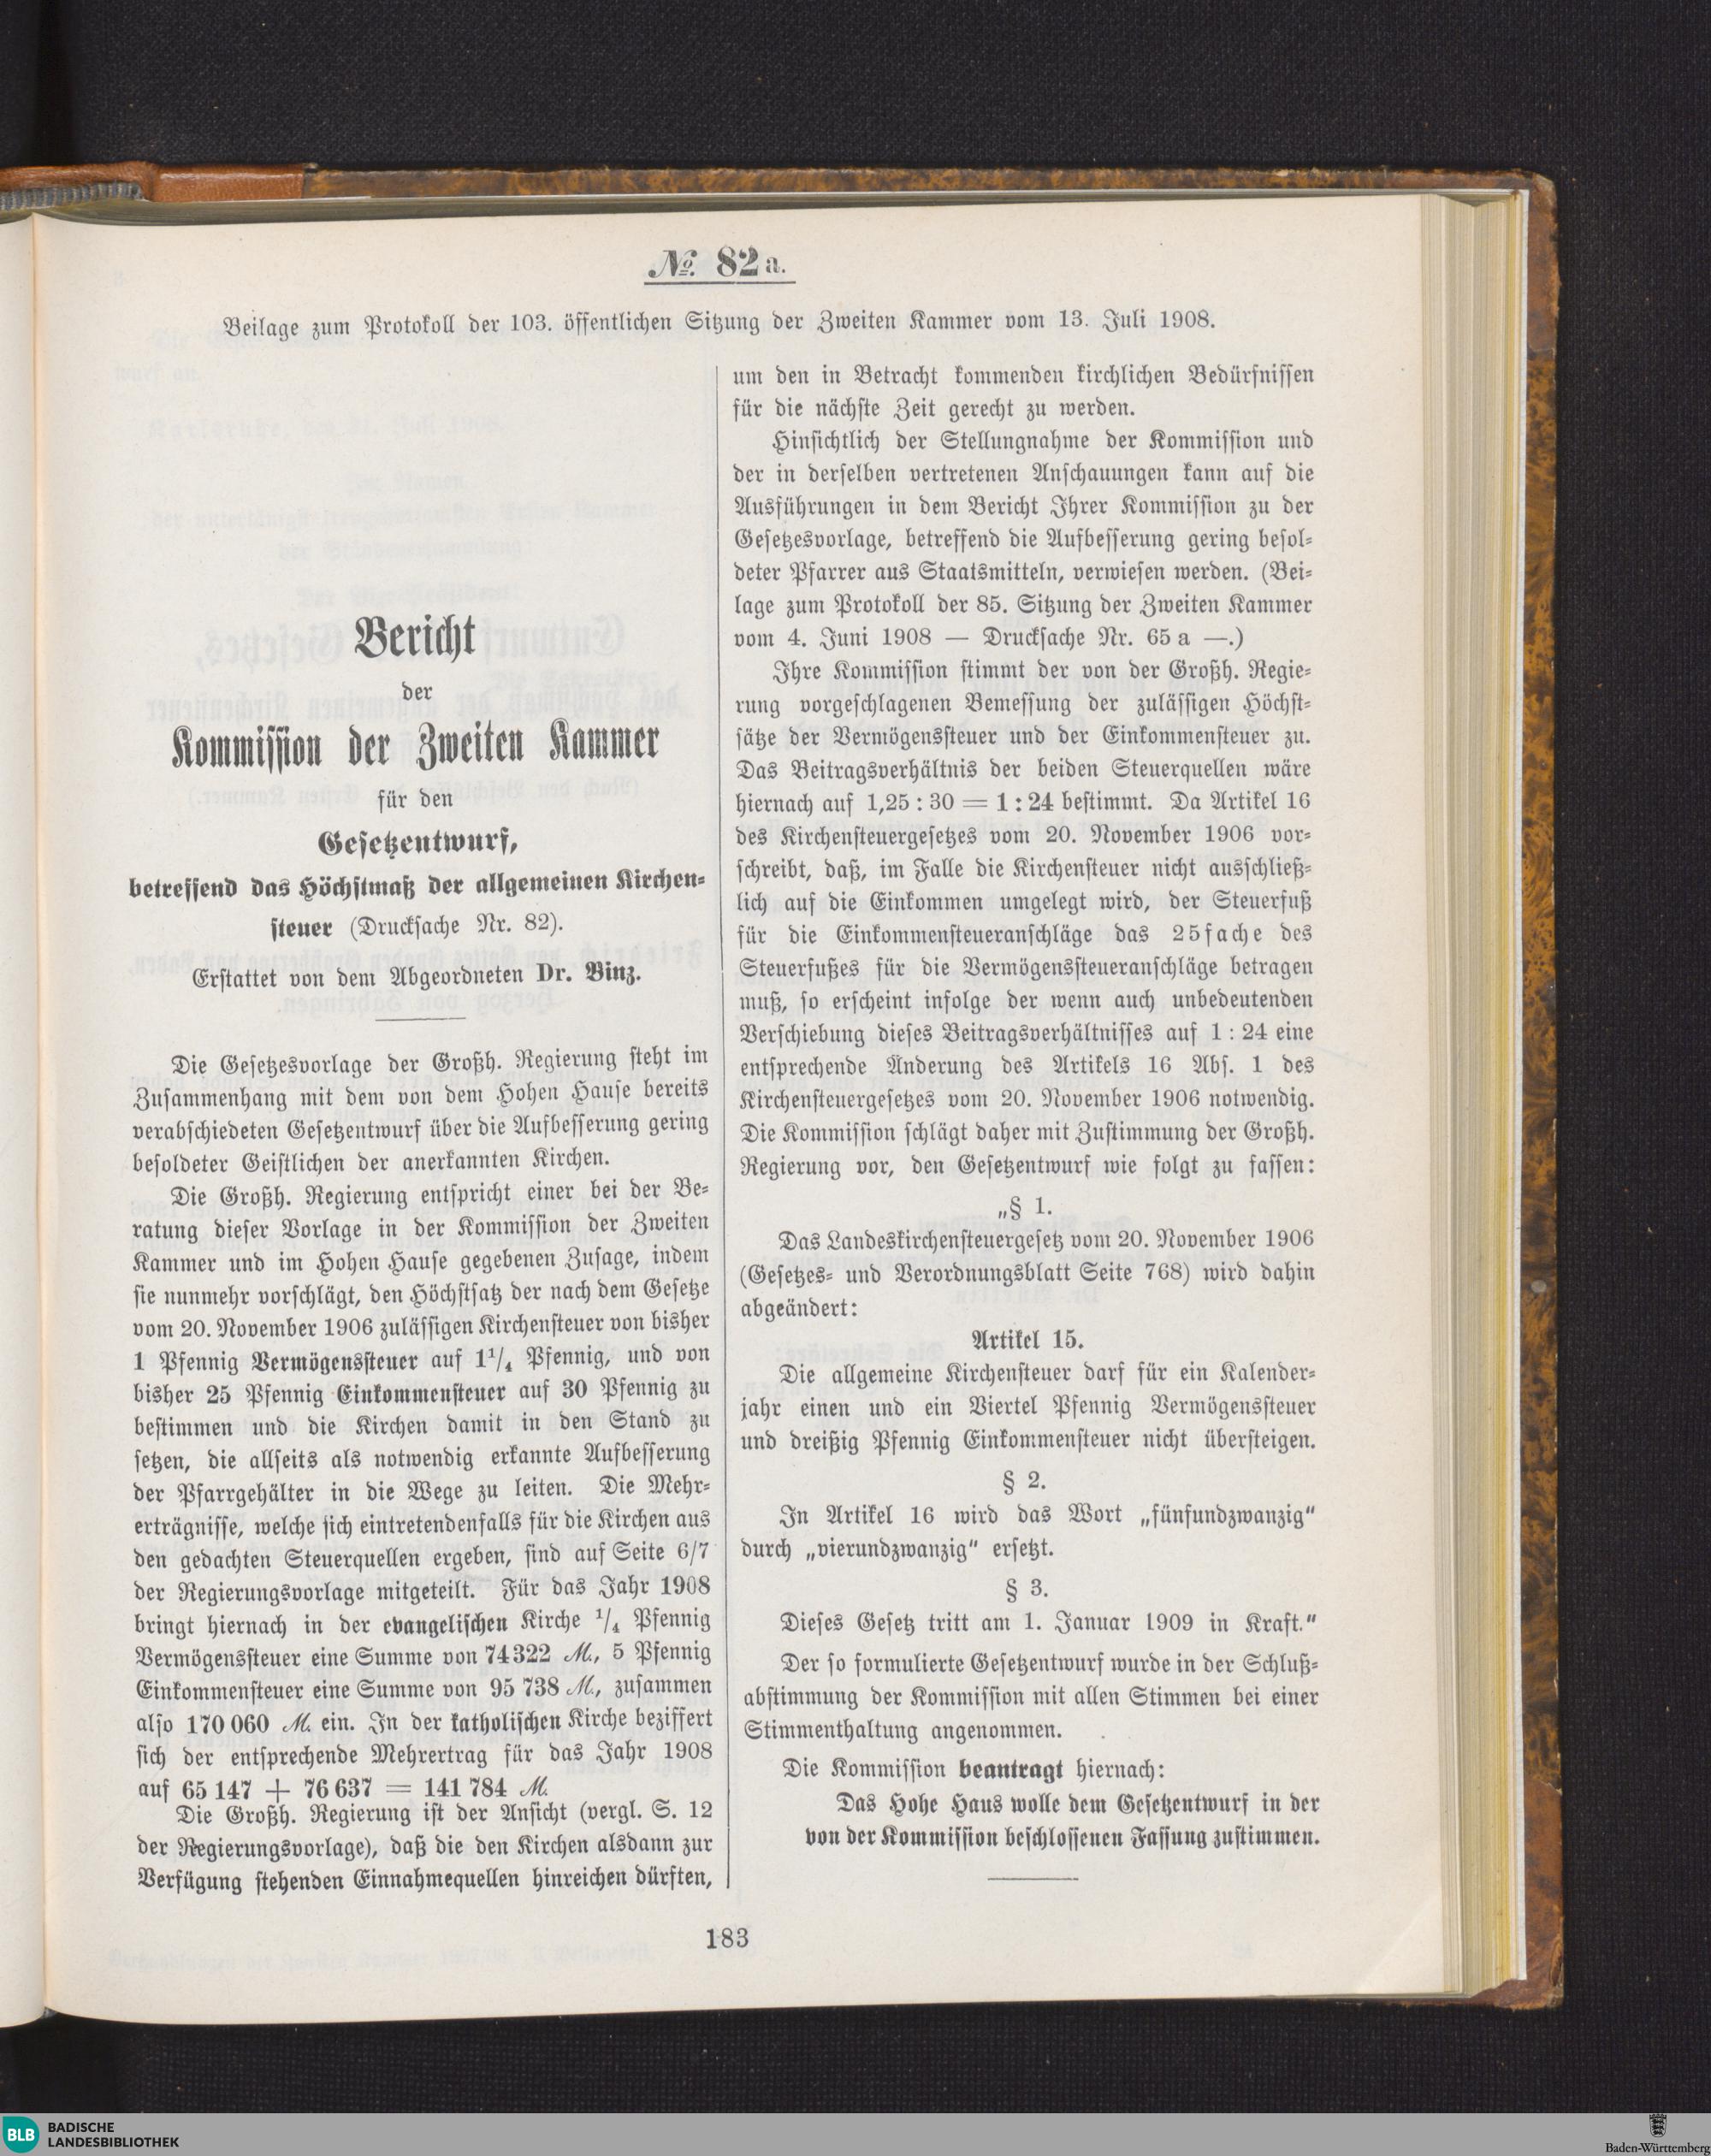 № 82 a.
Beilage zum Protokoll der 103. öffentlichen Sitzung der Zweiten Kammer vom 13. Juli 1908.
Bericht
der
Kommission der Zweiten Kammer
für den
Gesetzentwurf,
betreffend das Höchstmaß der allgemeinen Kirchen-
steuer (Drucksache Nr. 82).
Erstattet von dem Abgeordneten Dr. Binz.
Die Gesetzesvorlage der Großh. Regierung steht im
Zusammenhang mit dem von dem Hohen Hause bereits
verabschiedeten Gesetzentwurf über die Aufbesserung gering
besoldeter Geistlichen der anerkannten Kirchen.
Die Großh. Regierung entspricht einer bei der Be-
ratung dieser Vorlage in der Kommission der Zweiten
Kammer und im Hohen Hause gegebenen Zusage, indem
sie nunmehr vorschlägt, den Höchstsatz der nach dem Gesetze
vom 20. November 1906 zulässigen Kirchensteuer von bisher
1 Pfennig Vermögenssteuer auf 1¹/₄ Pfennig, und von
bisher 25 Pfennig Einkommensteuer auf 30 Pfennig zu
bestimmen und die Kirchen damit in den Stand zu
setzen, die allseits als notwendig erkannte Aufbesserung
der Pfarrgehälter in die Wege zu leiten. Die Mehr-
erträgnisse, welche sich eintretendenfalls für die Kirchen aus
den gedachten Steuerquellen ergeben, sind auf Seite 6/7
der Regierungsvorlage mitgeteilt. Für das Jahr 1908
bringt hiernach in der evangelischen Kirche ¹/₄ Pfennig
Vermögenssteuer eine Summe von 74 322 M., 5 Pfennig
Einkommensteuer eine Summe von 95 738 M., zusammen
also 170 060 M. ein. In der katholischen Kirche beziffert
sich der entsprechende Mehrertrag für das Jahr 1908
auf 65 147 + 76 637 = 141 784 M.
Die Großh. Regierung ist der Ansicht (vergl. S. 12
der Regierungsvorlage), daß die den Kirchen alsdann zur
Verfügung stehenden Einnahmequellen hinreichen dürften,
um den in Betracht kommenden kirchlichen Bedürfnissen
für die nächste Zeit gerecht zu werden.
Hinsichtlich der Stellungnahme der Kommission und
der in derselben vertretenen Anschauungen kann auf die
Ausführungen in dem Bericht Ihrer Kommission zu der
Gesetzesvorlage, betreffend die Aufbesserung gering besol-
deter Pfarrer aus Staatsmitteln, verwiesen werden. (Bei-
lage zum Protokoll der 85. Sitzung der Zweiten Kammer
vom 4. Juni 1908 — Drucksache Nr. 65 a —.)
Ihre Kommission stimmt der von der Großh. Regie-
rung vorgeschlagenen Bemessung der zulässigen Höchst-
sätze der Vermögenssteuer und der Einkommensteuer zu.
Das Beitragsverhältnis der beiden Steuerquellen wäre
hiernach auf 1,25 : 30 = 1 : 24 bestimmt. Da Artikel 16
des Kirchensteuergesetzes vom 20. November 1906 vor-
schreibt, daß, im Falle die Kirchensteuer nicht ausschließ-
lich auf die Einkommen umgelegt wird, der Steuerfuß
für die Einkommensteueranschläge das 25fache des
Steuerfußes für die Vermögenssteueranschläge betragen
muß, so erscheint infolge der wenn auch unbedeutenden
Verschiebung dieses Beitragsverhältnisses auf 1 : 24 eine
entsprechende Änderung des Artikels 16 Abs. 1 des
Kirchensteuergesetzes vom 20. November 1906 notwendig.
Die Kommission schlägt daher mit Zustimmung der Großh.
Regierung vor, den Gesetzentwurf wie folgt zu fassen:
„§ 1.
Das Landeskirchensteuergesetz vom 20. November 1906
(Gesetzes- und Verordnungsblatt Seite 768) wird dahin
abgeändert:
Artikel 15.
Die allgemeine Kirchensteuer darf für ein Kalender-
jahr einen und ein Viertel Pfennig Vermögenssteuer
und dreißig Pfennig Einkommensteuer nicht übersteigen.
§ 2.
In Artikel 16 wird das Wort „fünfundzwanzig“
durch „vierundzwanzig“ ersetzt.
§ 3.
Dieses Gesetz tritt am 1. Januar 1909 in Kraft.“
Der so formulierte Gesetzentwurf wurde in der Schluß-
abstimmung der Kommission mit allen Stimmen bei einer
Stimmenthaltung angenommen.
Die Kommission beantragt hiernach:
Das Hohe Haus wolle dem Gesetzentwurf in der
von der Kommission beschlossenen Fassung zustimmen.
183
BLB BADISCHE
LANDESBIBLIOTHEK
Baden-Württemberg